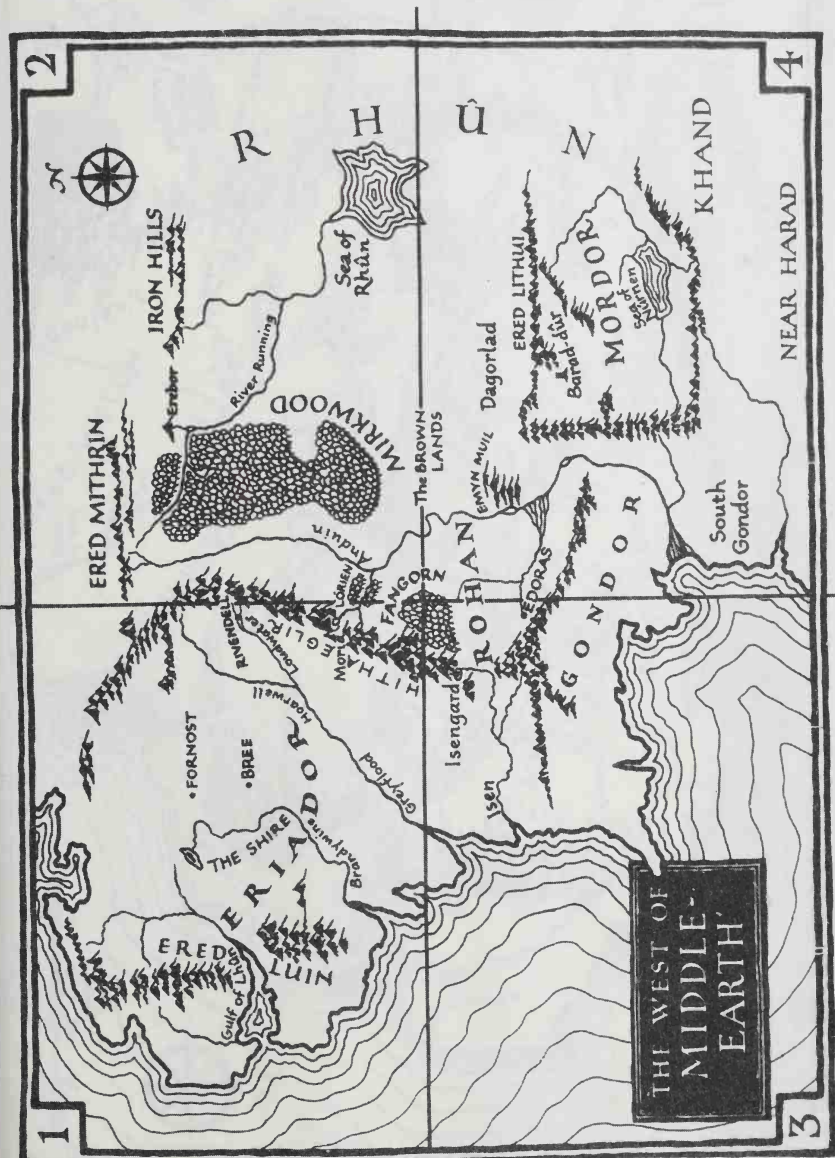 1
2
N
ERED MITHRIN
IRON HILLS
Erebor
R H Û N
River Running
MIRKWOOD
Sea of
Rhûn
Anduin
RIVENDELL
Loudwater
HITHAEGLIR
Moria
LORIEN
Hoarwell
• FORNOST
• BREE
THE SHIRE
ERIADOR
Brandywine
Greyflood
ERED
LUIN
Gulf of Lhûn
The BROWN
LANDS
FANGORN
Isengard
ROHAN
EDORAS
Isen
EMYN MUIL
Dagorlad
ERED LITHUI
Barad-dûr
MORDOR
Sea of
Núrnen
GONDOR
South
Gondor
KHAND
NEAR HARAD
THE WEST OF
MIDDLE-
EARTH'
3
4